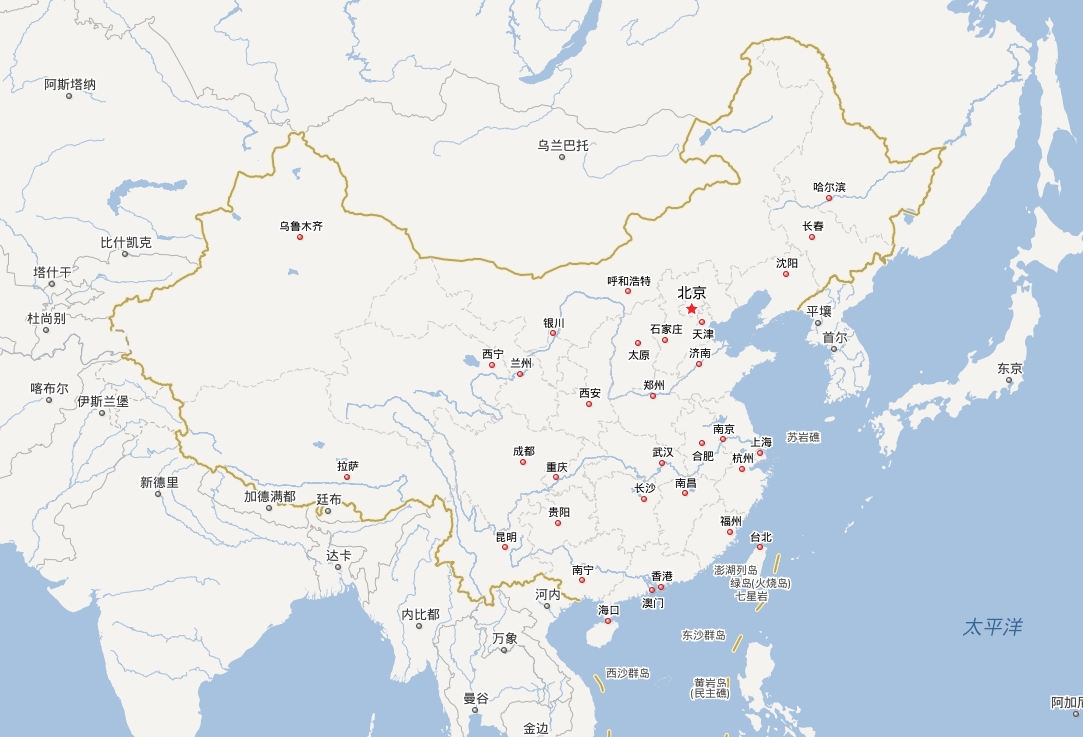 阿斯塔纳
乌兰巴托
哈尔滨
乌鲁木齐
长春
比什凯克
沈阳
塔什干
呼和浩特
北京
杜尚别
平壤
银川
石家庄
天津
首尔
西宁
兰州
太原
济南
东京
喀布尔
伊斯兰堡
西安
郑州
南京
苏岩礁
上海
成都
武汉
合肥
杭州
拉萨
重庆
新德里
长沙
南昌
加德满都
廷布
贵阳
福州
昆明
台北
达卡
南宁
香港
澎湖列岛
绿岛(火烧岛)
七星岩
河内
澳门
海口
内比都
太平洋
万象
东沙群岛
西沙群岛
黄岩岛
(民主礁)
曼谷
金边